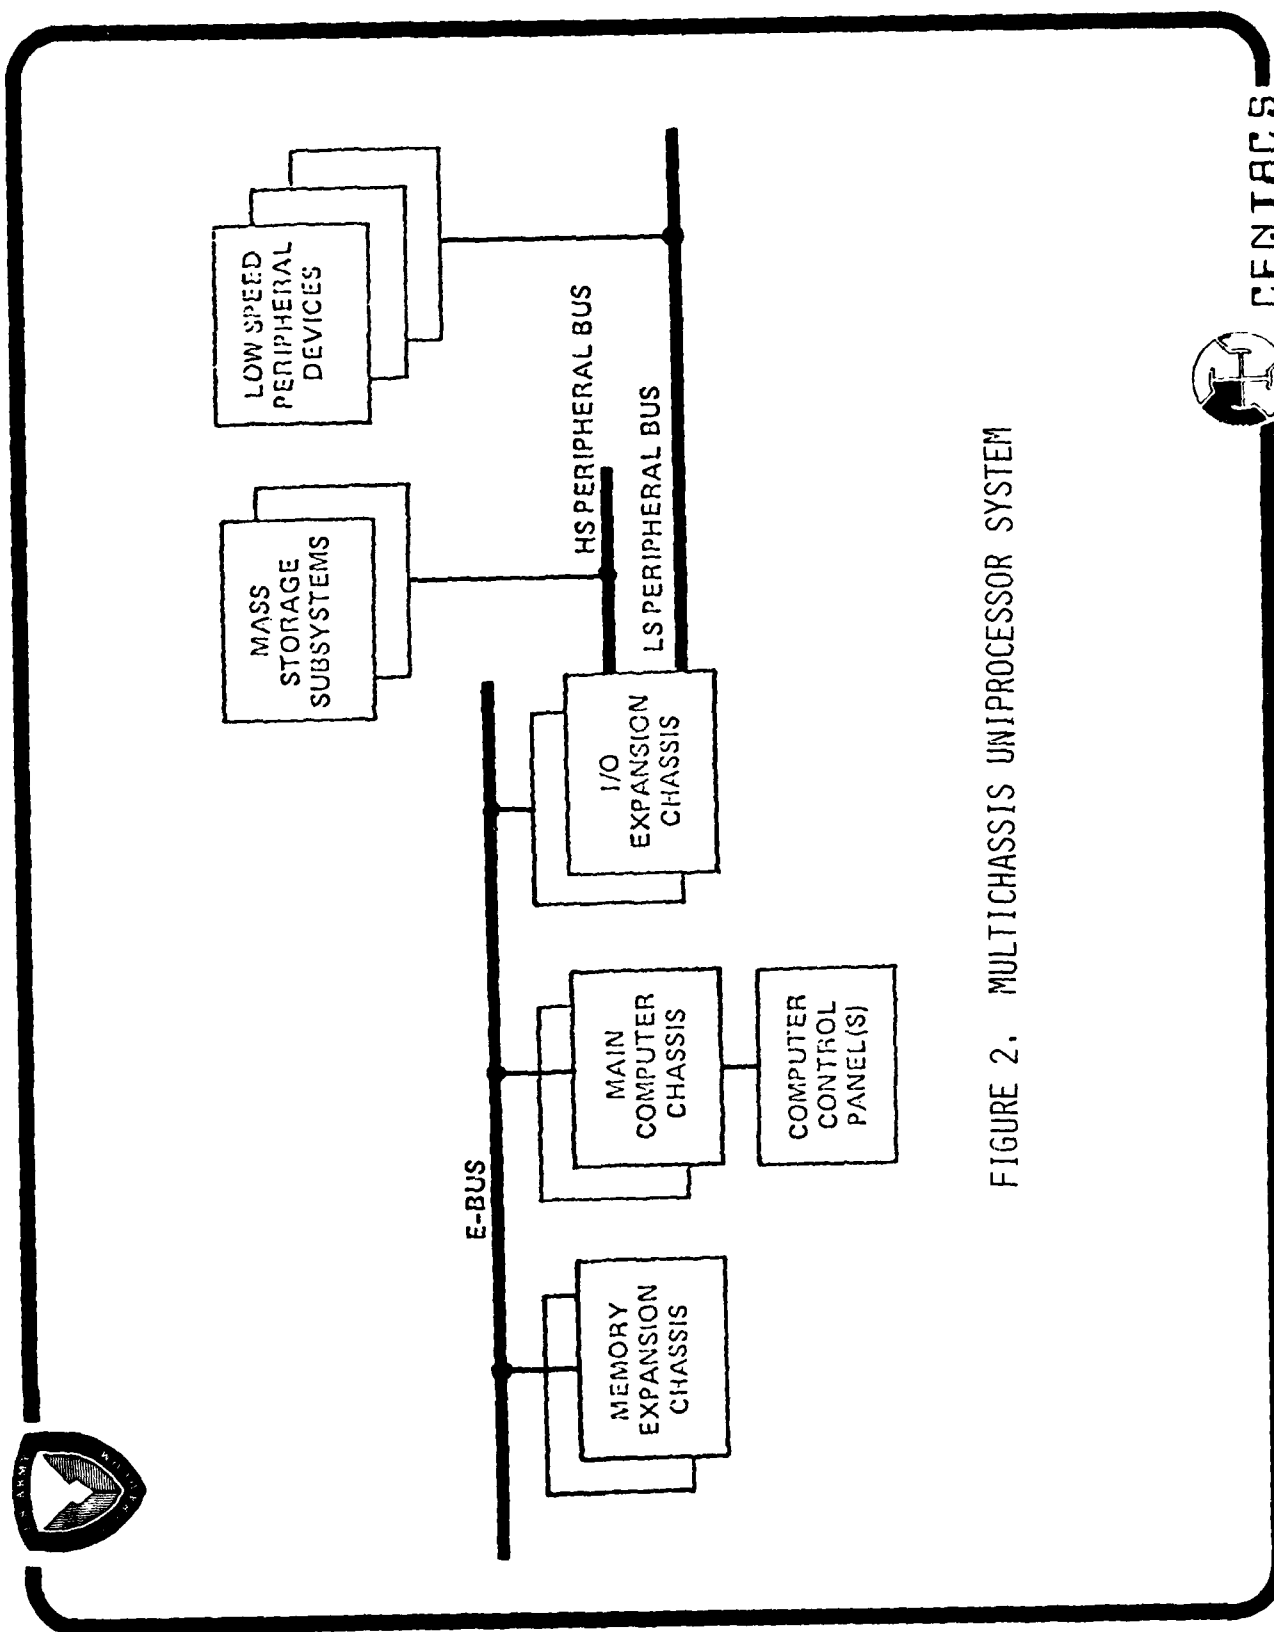 LOW SPEED
PERIPHERAL
DEVICES
MASS
STORAGE
SUBSYSTEMS
HS PERIPHERAL BUS
LS PERIPHERAL BUS
E-BUS
MEMORY
EXPANSION
CHASSIS
MAIN
COMPUTER
CHASSIS
I/O
EXPANSION
CHASSIS
COMPUTER
CONTROL
PANEL(S)
FIGURE 2. MULTICHASSIS UNIPROCESSOR SYSTEM
CENTACS